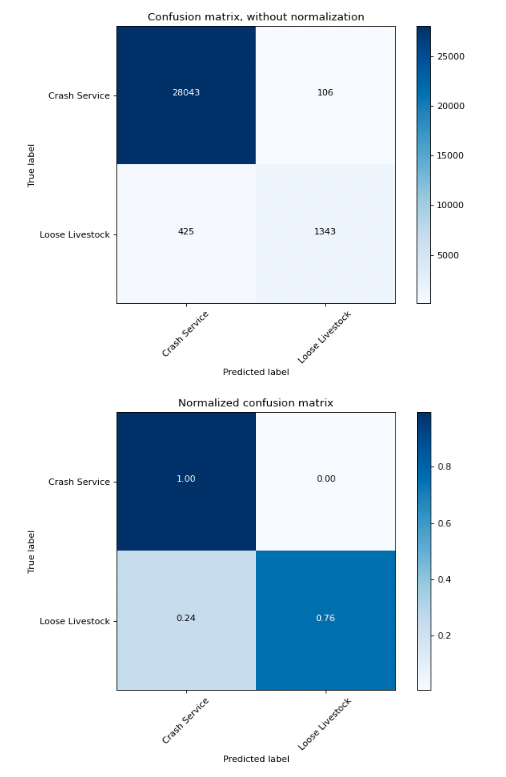 Confusion matrix, without normalization
Crash Service
28043
106
Loose Livestock
425
1343
True label
Crash Service
Loose Livestock
Predicted label
25000
20000
15000
10000
5000
Normalized confusion matrix
Crash Service
1.00
0.00
Loose Livestock
0.24
0.76
True label
Crash Service
Loose Livestock
Predicted label
0.8
0.6
0.4
0.2